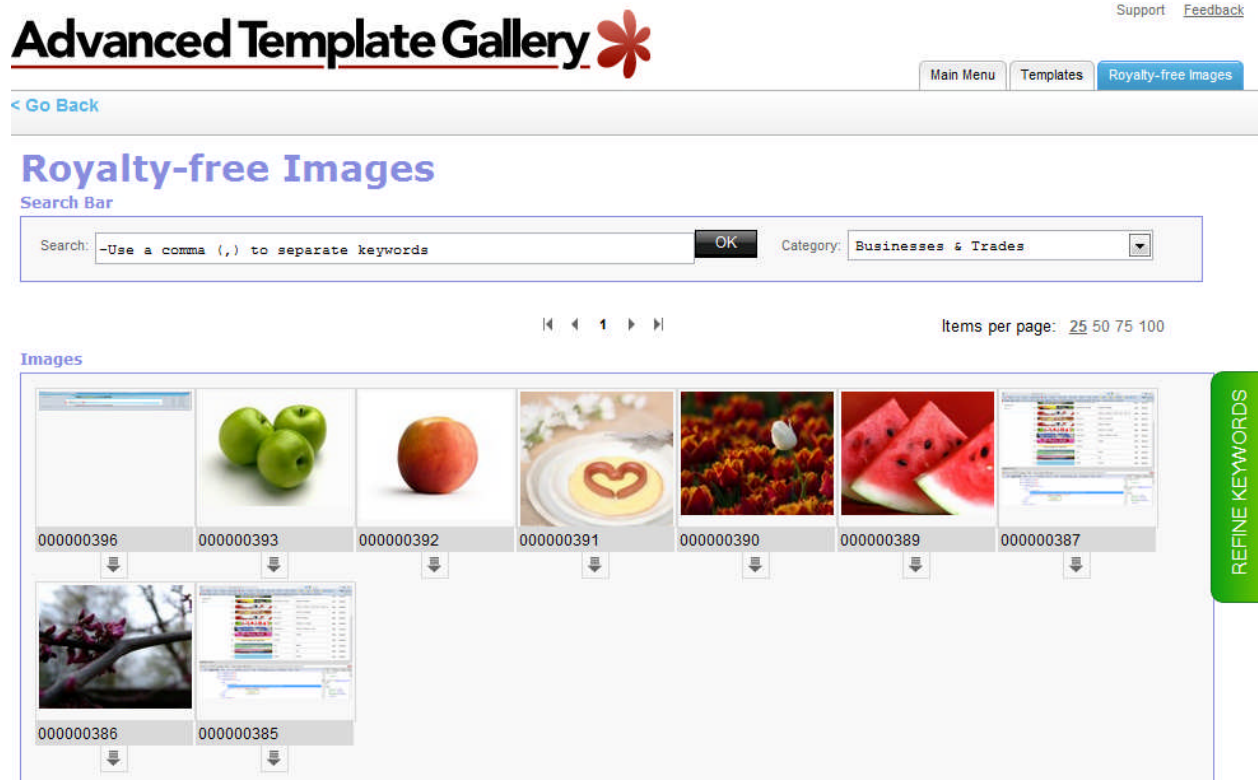 Support Feedback
Advanced Template Gallery
Main Menu Templates Royalty-free Images
< Go Back
Royalty-free Images
Search Bar
Search: -Use a comma (,) to separate keywords OK Category: Businesses & Trades
1 Items per page: 25 50 75 100
Images
000000396 000000393 000000392 000000391 000000390 000000389 000000387
REFINE KEYWORDS
000000386 000000385